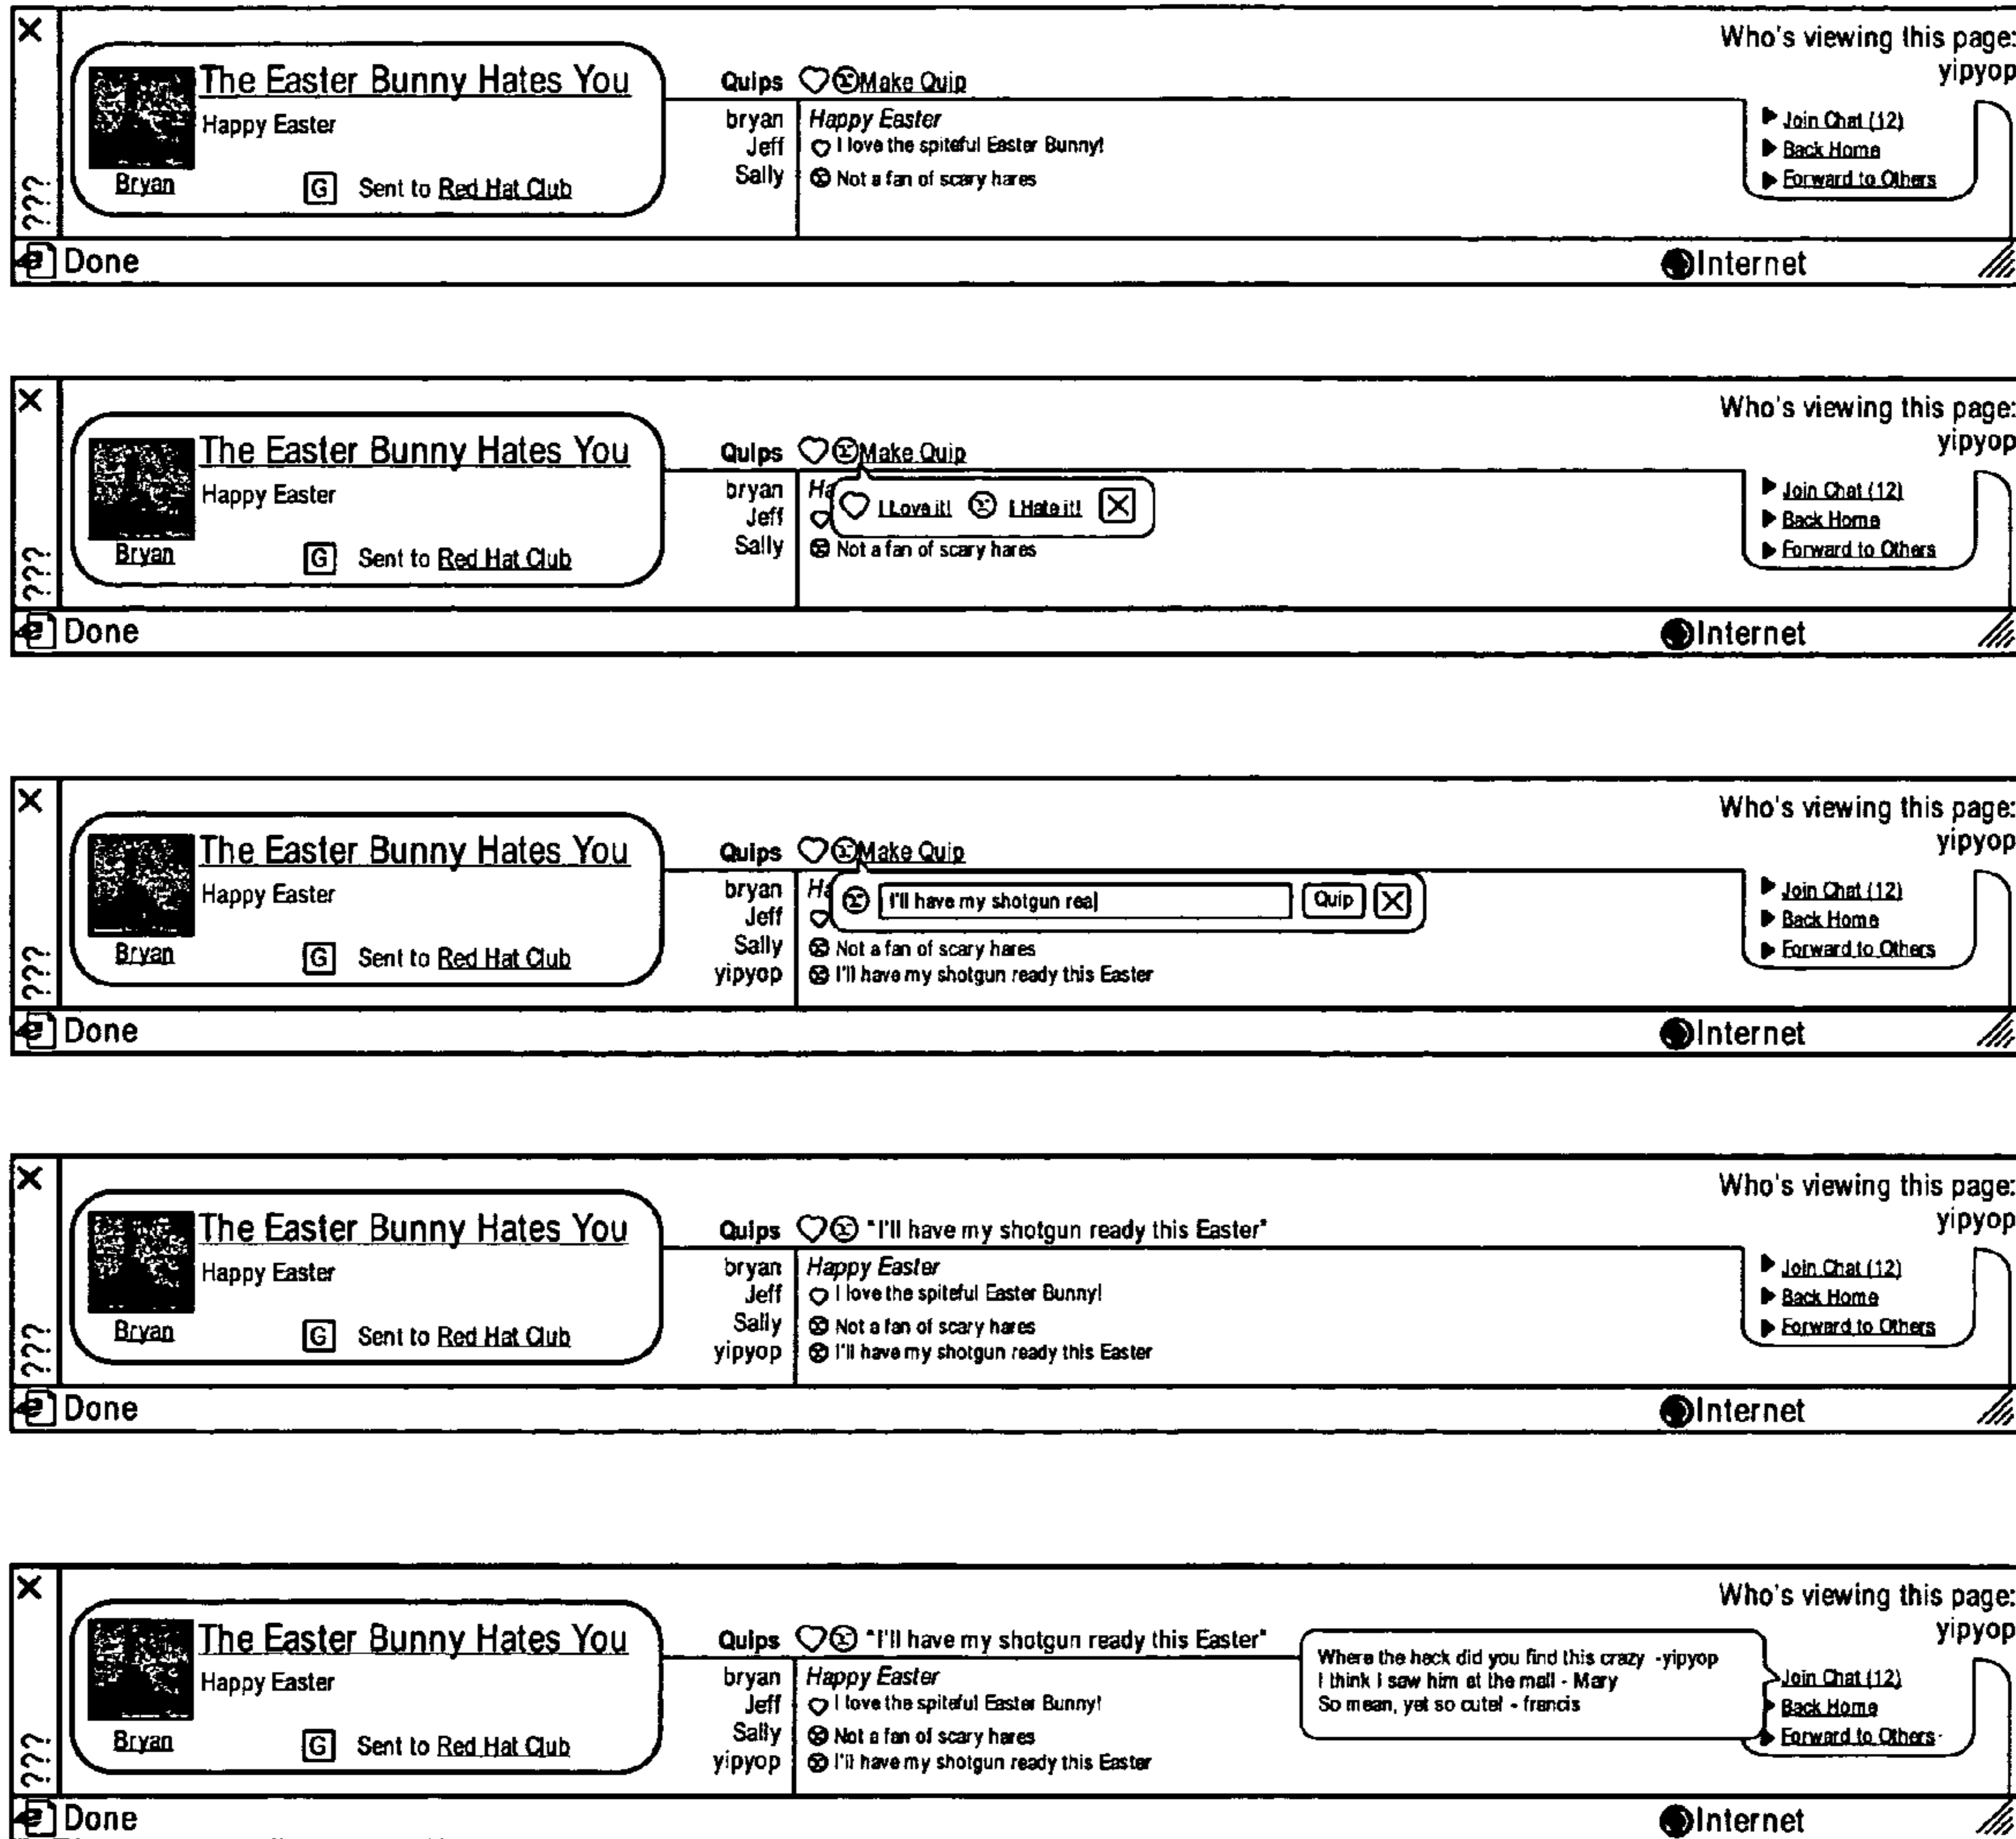 Who's viewing this page:
yipyop
The Easter Bunny Hates You
Happy Easter
Bryan
G Sent to Red Hat Club
Quips Make Quip
bryan Happy Easter
Jeff I love the spiteful Easter Bunny!
Sally Not a fan of scary hares
Join Chat (12)
Back Home
Forward to Others
???
Done
Internet
Who's viewing this page:
yipyop
The Easter Bunny Hates You
Happy Easter
Bryan
G Sent to Red Hat Club
Quips Make Quip
bryan Ha
I Love it! I Hate it!
Jeff
Sally Not a fan of scary hares
Join Chat (12)
Back Home
Forward to Others
???
Done
Internet
Who's viewing this page:
yipyop
The Easter Bunny Hates You
Happy Easter
Bryan
G Sent to Red Hat Club
Quips Make Quip
bryan Ha
I'll have my shotgun rea Quip
Jeff
Sally Not a fan of scary hares
yipyop I'll have my shotgun ready this Easter
Join Chat (12)
Back Home
Forward to Others
???
Done
Internet
Who's viewing this page:
yipyop
The Easter Bunny Hates You
Happy Easter
Bryan
G Sent to Red Hat Club
Quips "I'll have my shotgun ready this Easter"
bryan Happy Easter
Jeff I love the spiteful Easter Bunny!
Sally Not a fan of scary hares
yipyop I'll have my shotgun ready this Easter
Join Chat (12)
Back Home
Forward to Others
???
Done
Internet
Who's viewing this page:
yipyop
The Easter Bunny Hates You
Happy Easter
Bryan
G Sent to Red Hat Club
Quips "I'll have my shotgun ready this Easter"
bryan Happy Easter
Jeff I love the spiteful Easter Bunny!
Sally Not a fan of scary hares
yipyop I'll have my shotgun ready this Easter
Where the heck did you find this crazy -yipyop
I think I saw him at the mall - Mary
So mean, yet so cute! - francis
Join Chat (12)
Back Home
Forward to Others
???
Done
Internet